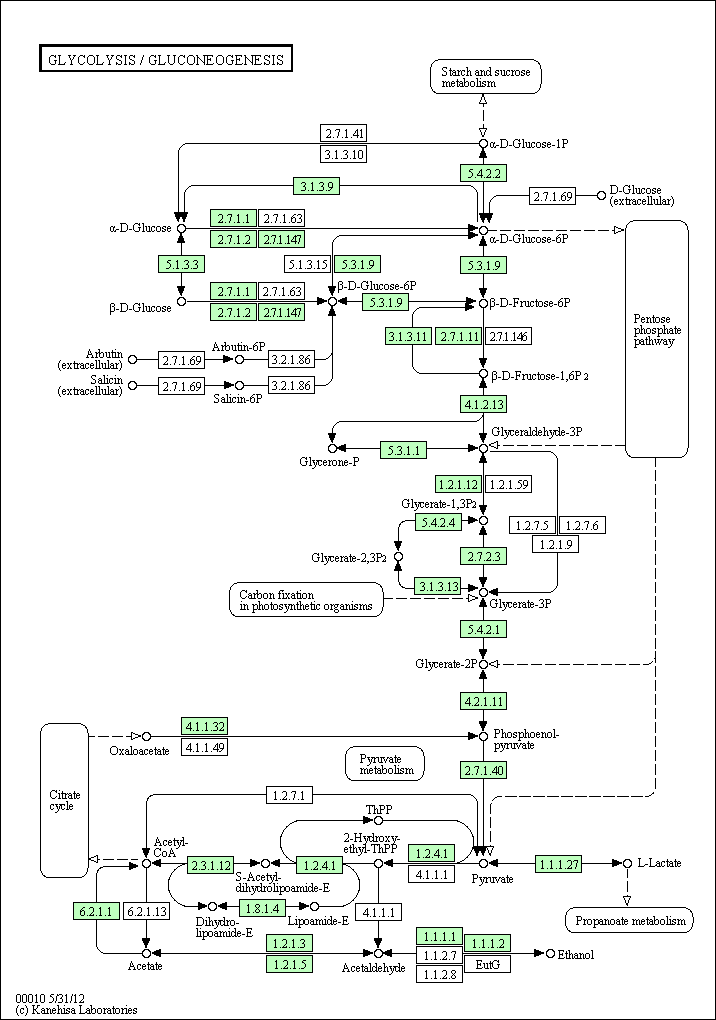 GLYCOLYSIS / GLUCONEOGENESIS
Starch and sucrose
metabolism
2.7.1.41
3.1.3.10
α-D-Glucose-1P
5.4.2.2
3.1.3.9
2.7.1.69
D-Glucose
(extracellular)
α-D-Glucose
2.7.1.1
2.7.1.63
2.7.1.2
2.7.1.147
α-D-Glucose-6P
5.1.3.3
5.1.3.15
5.3.1.9
5.3.1.9
β-D-Glucose
2.7.1.1
2.7.1.63
2.7.1.2
2.7.1.147
β-D-Glucose-6P
5.3.1.9
β-D-Fructose-6P
Pentose
phosphate
pathway
3.1.3.11
2.7.1.11
2.7.1.146
Arbutin
(extracellular)
2.7.1.69
Arbutin-6P
3.2.1.86
Salicin
(extracellular)
2.7.1.69
Salicin-6P
3.2.1.86
β-D-Fructose-1,6P2
4.1.2.13
Glyceraldehyde-3P
Glycerone-P
5.3.1.1
1.2.1.12
1.2.1.59
Glycerate-1,3P2
5.4.2.4
1.2.7.5
1.2.7.6
1.2.1.9
Glycerate-2,3P2
2.7.2.3
3.1.3.13
Carbon fixation
in photosynthetic organisms
Glycerate-3P
5.4.2.1
Glycerate-2P
4.2.1.11
4.1.1.32
4.1.1.49
Oxaloacetate
Phosphoenol-
pyruvate
Pyruvate
metabolism
2.7.1.40
Citrate
cycle
1.2.7.1
ThPP
Acetyl-
CoA
2-Hydroxy-
ethyl-ThPP
2.3.1.12
1.2.4.1
1.2.4.1
4.1.1.1
Pyruvate
1.1.1.27
L-Lactate
S-Acetyl-
dihydrolipoamide-E
6.2.1.1
6.2.1.13
1.8.1.4
Dihydro-
lipoamide-E
Lipoamide-E
4.1.1.1
Propanoate metabolism
1.2.1.3
1.2.1.5
Acetate
Acetaldehyde
1.1.1.1
1.1.1.2
1.1.2.7
EutG
1.1.2.8
Ethanol
00010 5/31/12
(c) Kanehisa Laboratories